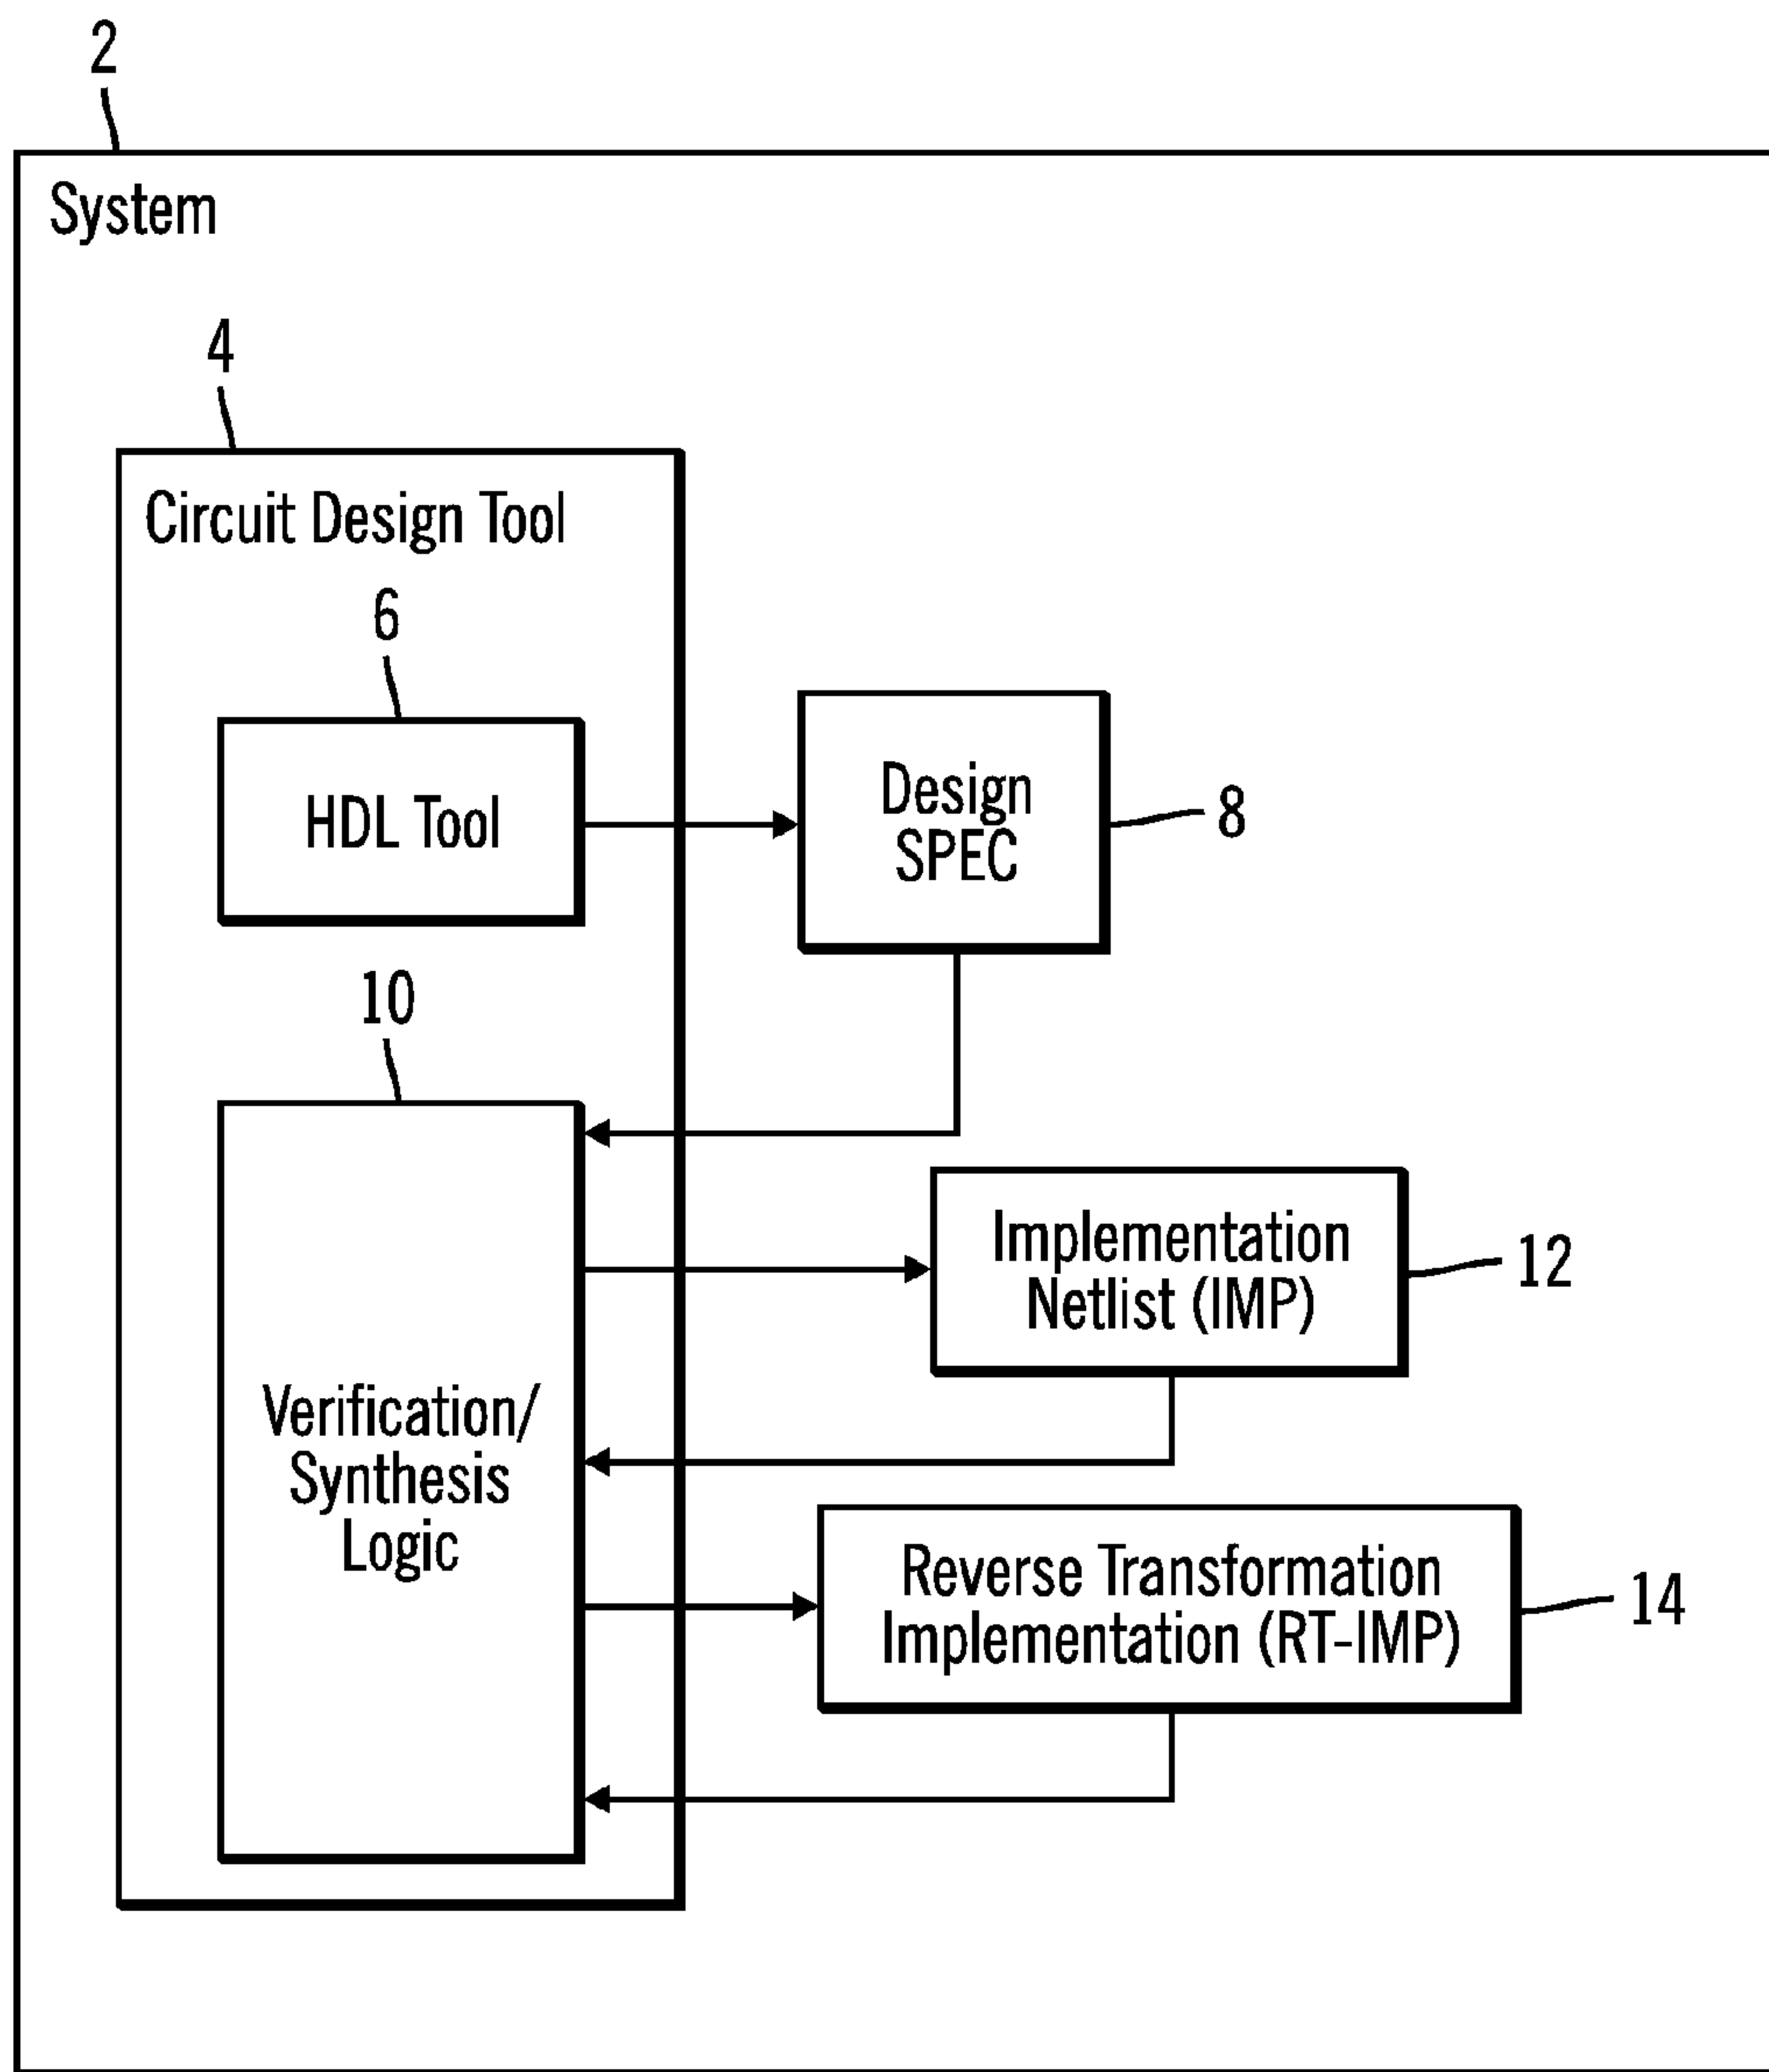 2
System
4
Circuit Design Tool
6
HDL Tool
Design
SPEC
8
10
Implementation
Netlist (IMP)
12
Verification/
Synthesis
Logic
Reverse Transformation
Implementation (RT-IMP)
14